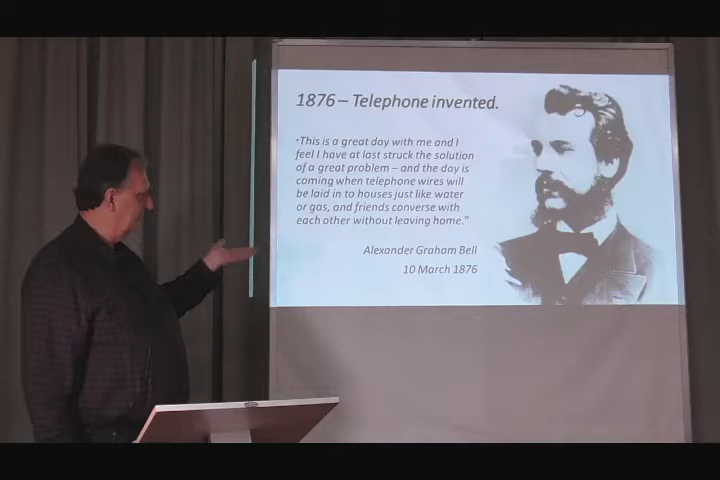 1876 – Telephone invented.
"This is a great day with me and I
feel I have at last struck the solution
of a great problem – and the day is
coming when telephone wires will
be laid in to houses just like water
or gas, and friends converse with
each other without leaving home."
Alexander Graham Bell
10 March 1876